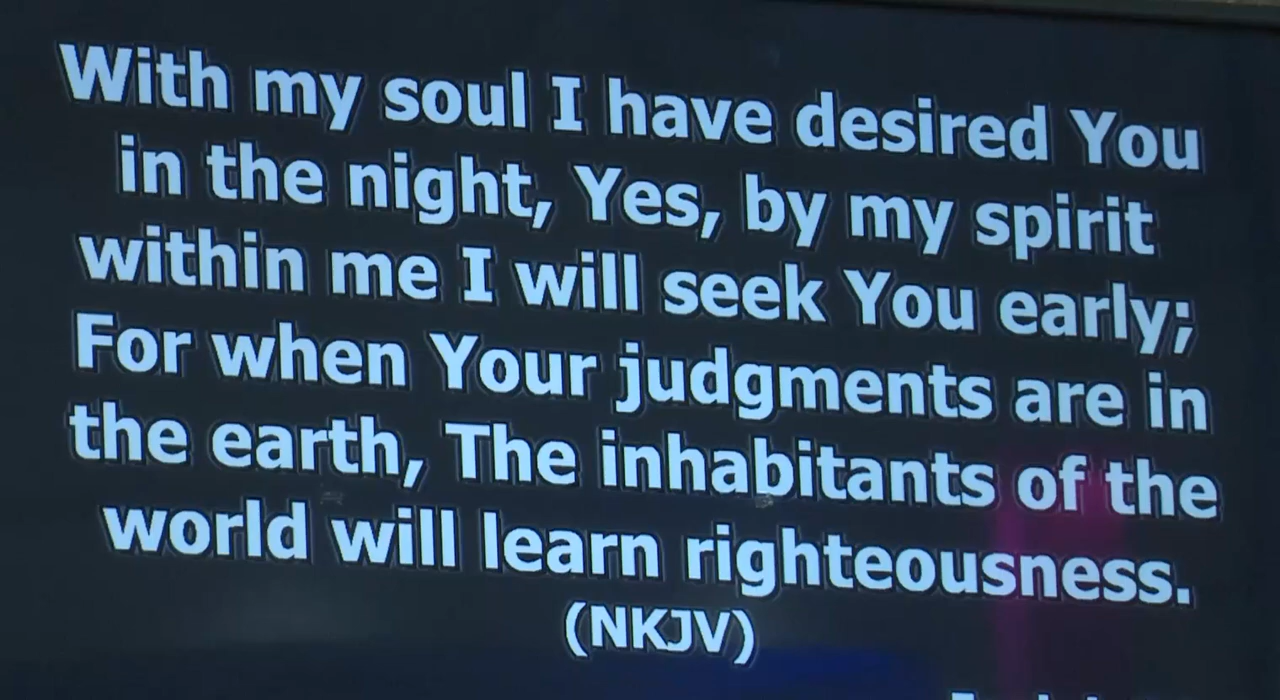 With my soul I have desired You
in the night, Yes, by my spirit
within me I will seek You early;
For when Your judgments are in
the earth, The inhabitants of the
world will learn righteousness.
(NKJV)